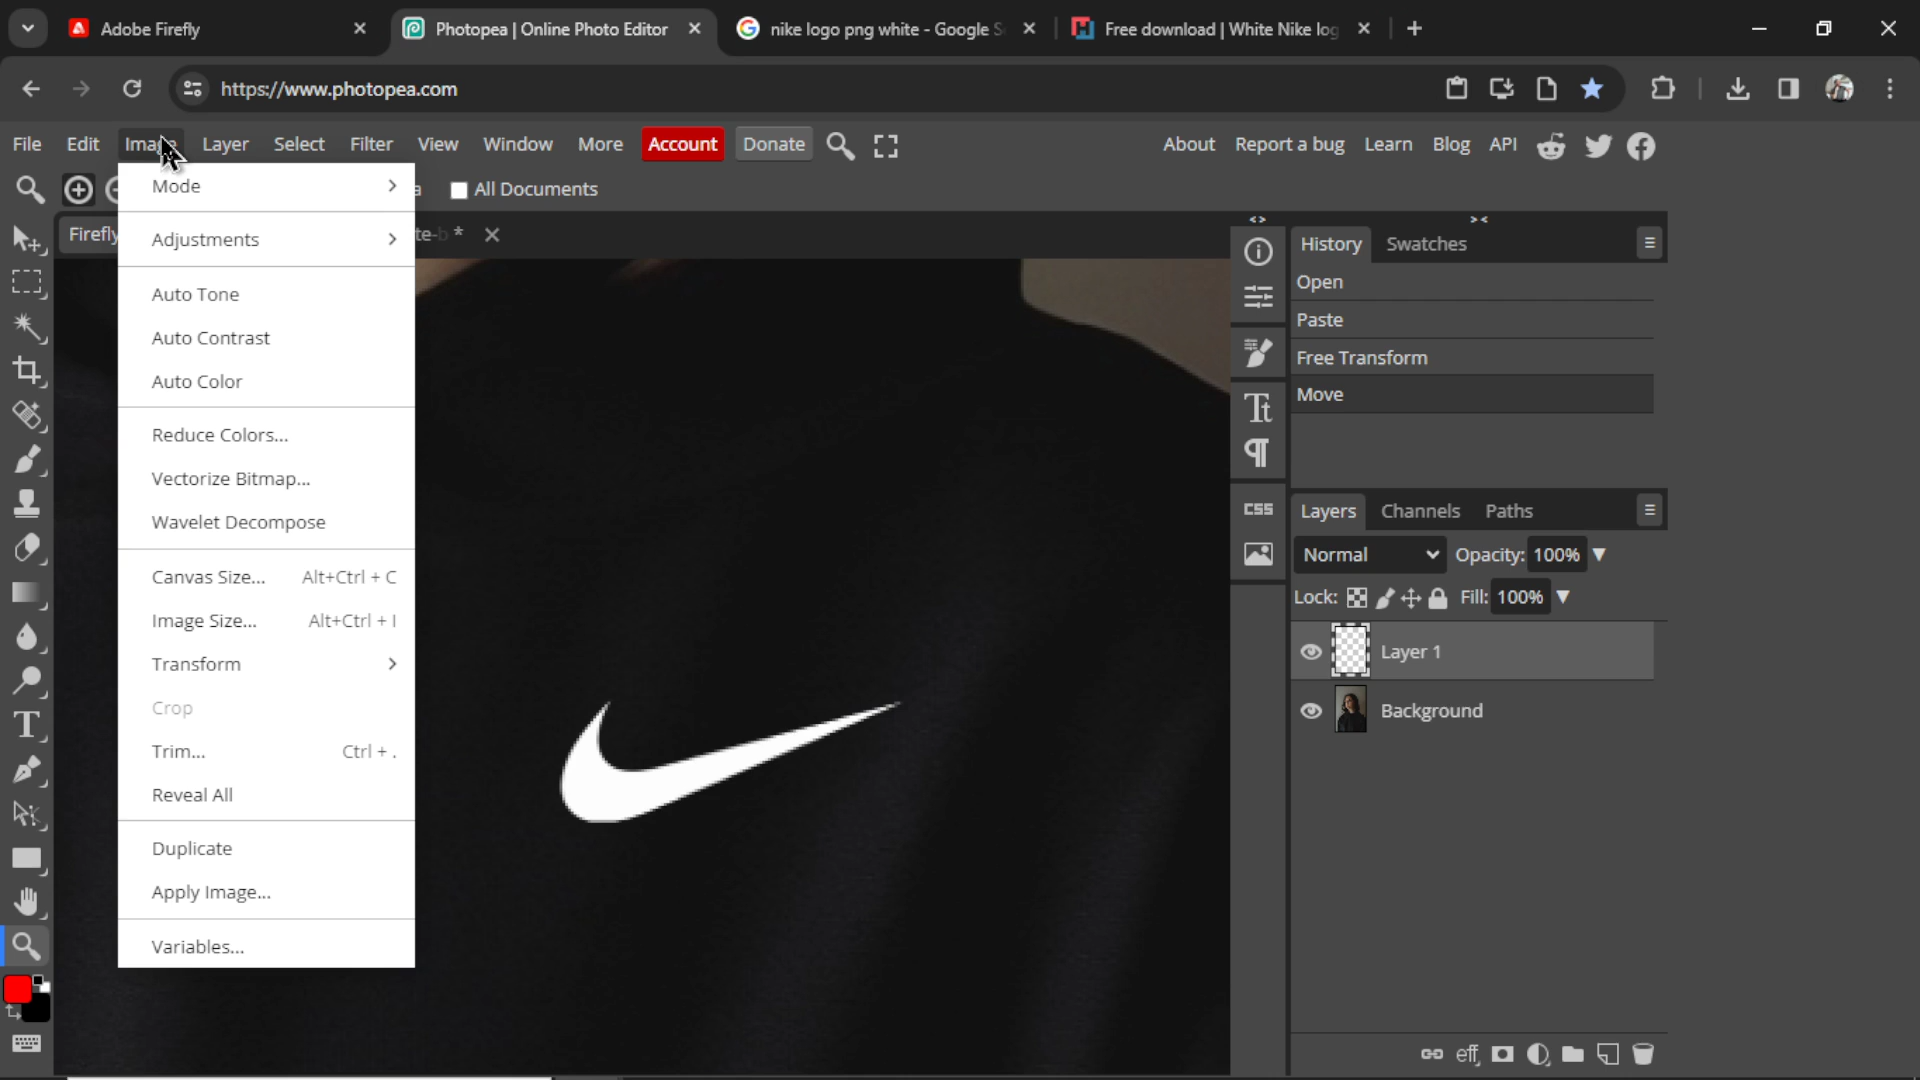 Adobe Firefly
Photopea | Online Photo Editor
nike logo png white - Google S
Free download | White Nike log
https://www.photopea.com
File Edit Image Layer Select Filter View Window More Account Donate
About Report a bug Learn Blog API
All Documents
Firefly
te-b *
Mode
Adjustments
Auto Tone
Auto Contrast
Auto Color
Reduce Colors...
Vectorize Bitmap...
Wavelet Decompose
Canvas Size... Alt+Ctrl + C
Image Size... Alt+Ctrl + I
Transform
Crop
Trim... Ctrl + .
Reveal All
Duplicate
Apply Image...
Variables...
CSS
History Swatches
Open
Paste
Free Transform
Move
Layers Channels Paths
Normal Opacity: 100%
Lock: Fill: 100%
Layer 1
Background
eff